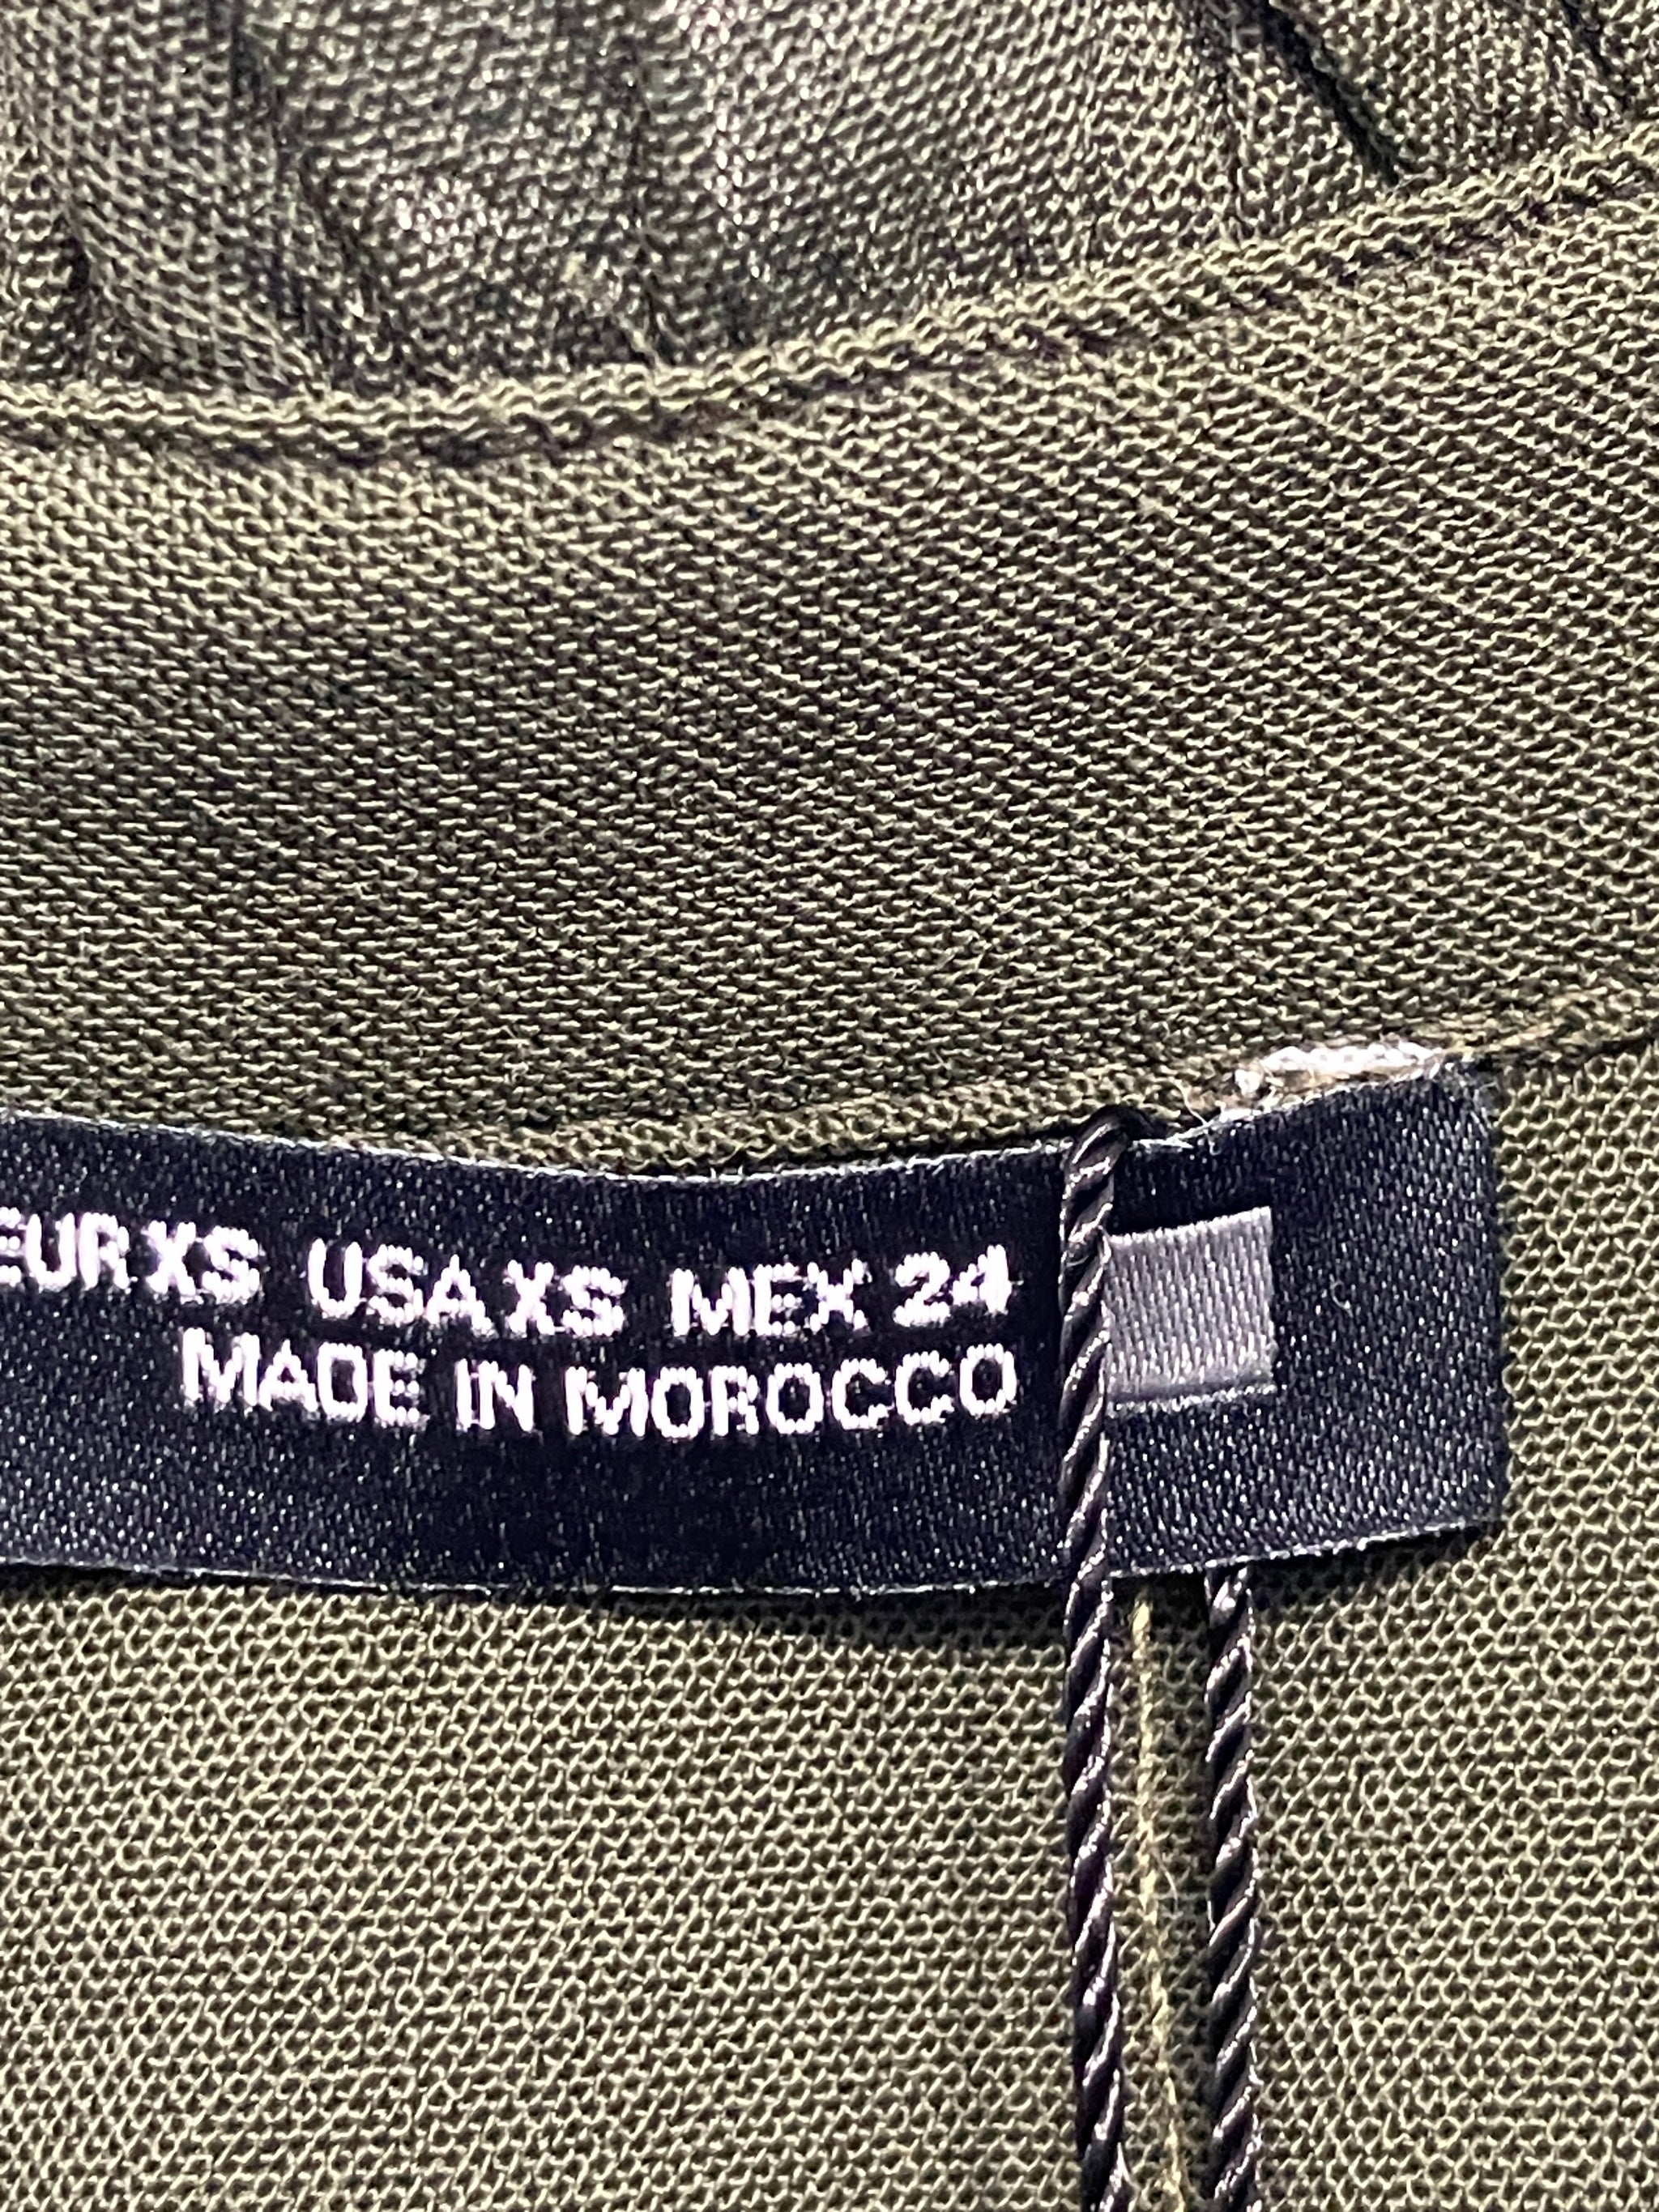 EUR XS USA XS MEX 24
MADE IN MOROCCO